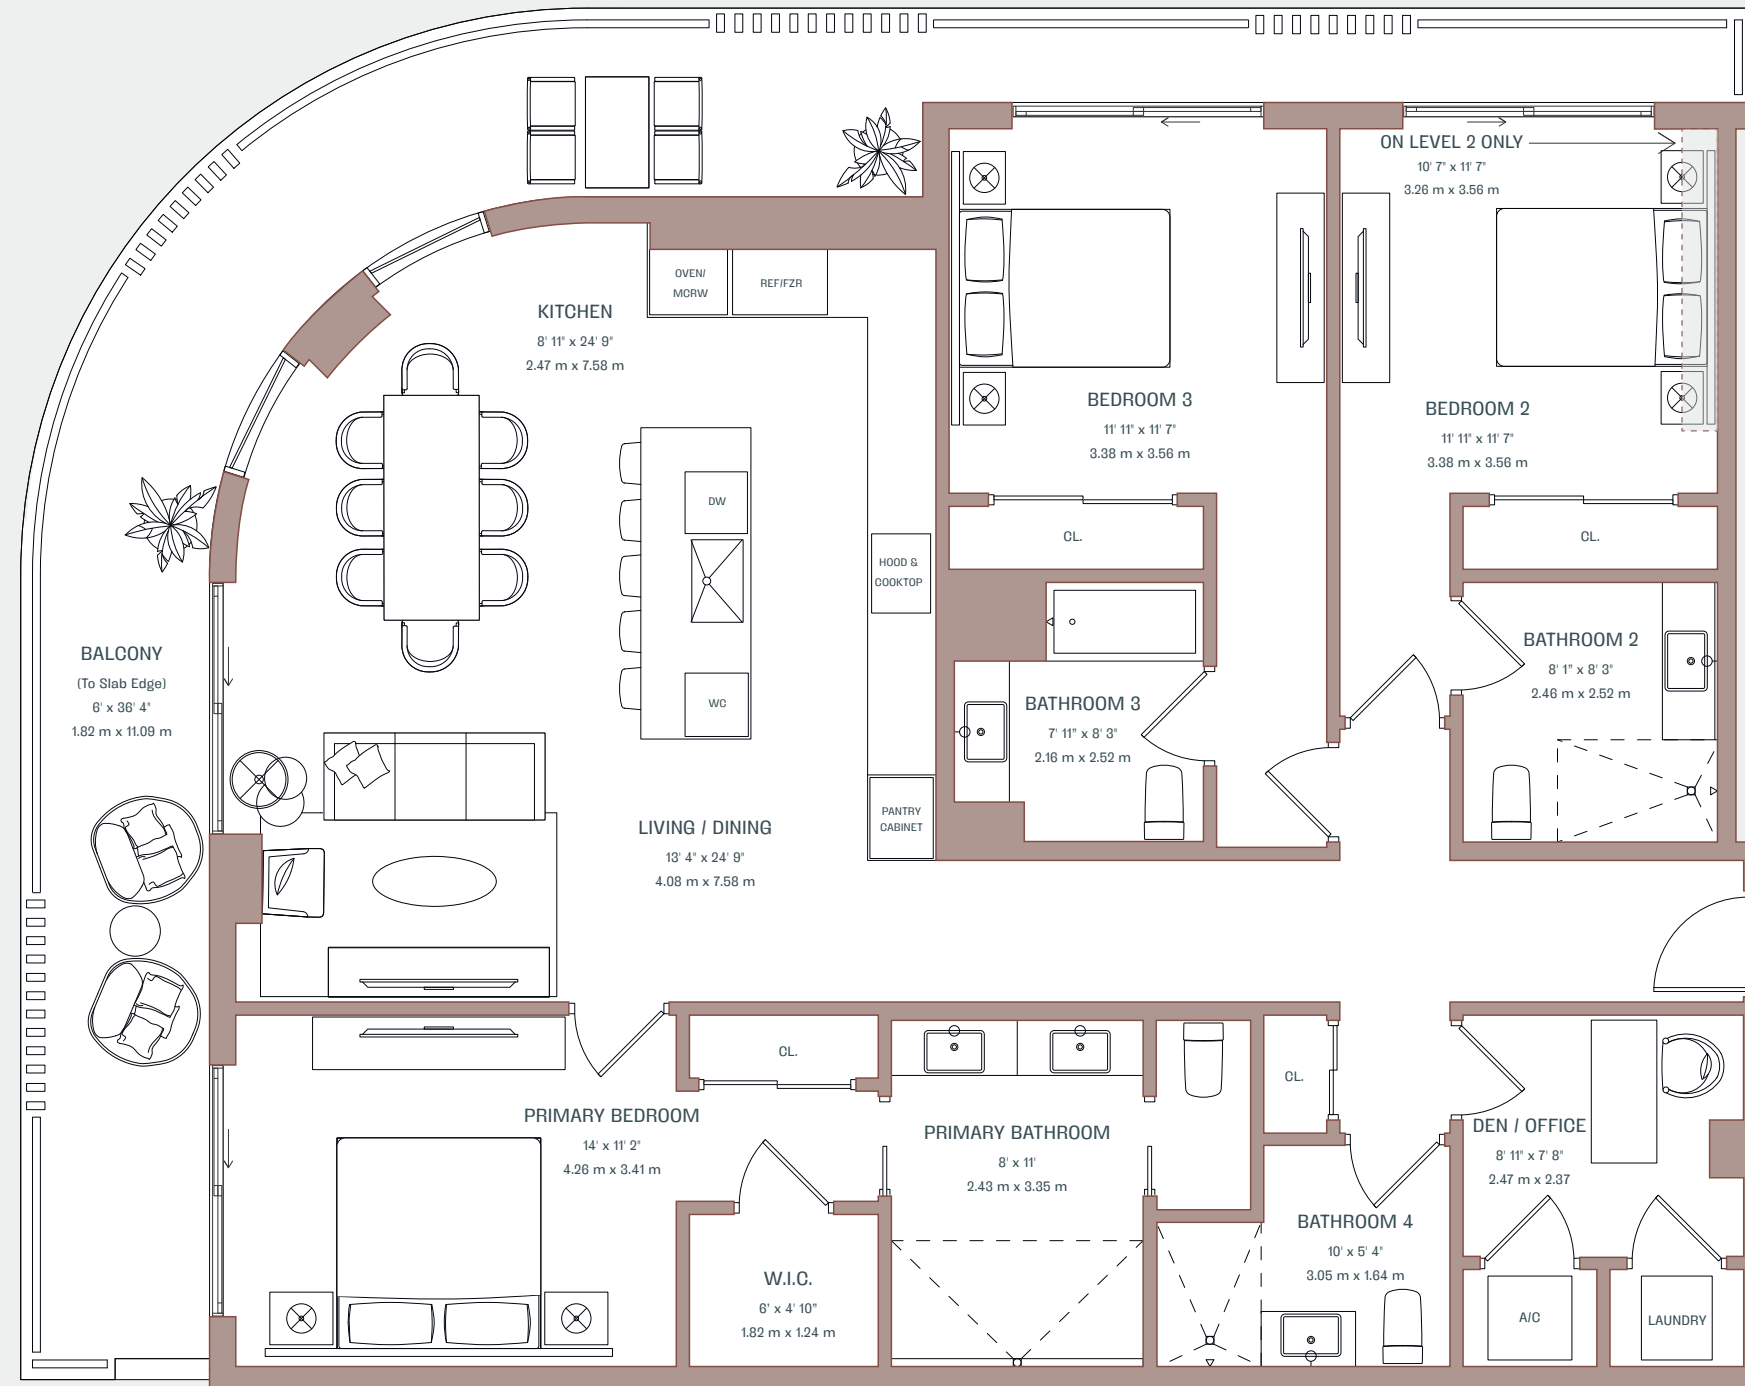 ON LEVEL 2 ONLY
10' 7" x 11' 7"
3.26 m x 3.56 m
OVEN/
MCRW
REF/FZR
KITCHEN
8' 11" x 24' 9"
2.47 m x 7.58 m
BEDROOM 3
11' 11" x 11' 7"
3.38 m x 3.56 m
BEDROOM 2
11' 11" x 11' 7"
3.38 m x 3.56 m
DW
CL.
CL.
HOOD &
COOKTOP
BALCONY
(To Slab Edge)
6' x 36' 4"
1.82 m x 11.09 m
BATHROOM 2
8' 1" x 8' 3"
2.46 m x 2.52 m
WC
BATHROOM 3
7' 11" x 8' 3"
2.16 m x 2.52 m
PANTRY
CABINET
LIVING / DINING
13' 4" x 24' 9"
4.08 m x 7.58 m
CL.
CL.
PRIMARY BEDROOM
14' x 11' 2"
4.26 m x 3.41 m
PRIMARY BATHROOM
8' x 11'
2.43 m x 3.35 m
DEN / OFFICE
8' 11" x 7' 8"
2.47 m x 2.37
BATHROOM 4
10' x 5' 4"
3.05 m x 1.64 m
W.I.C.
6' x 4' 10"
1.82 m x 1.24 m
A/C
LAUNDRY